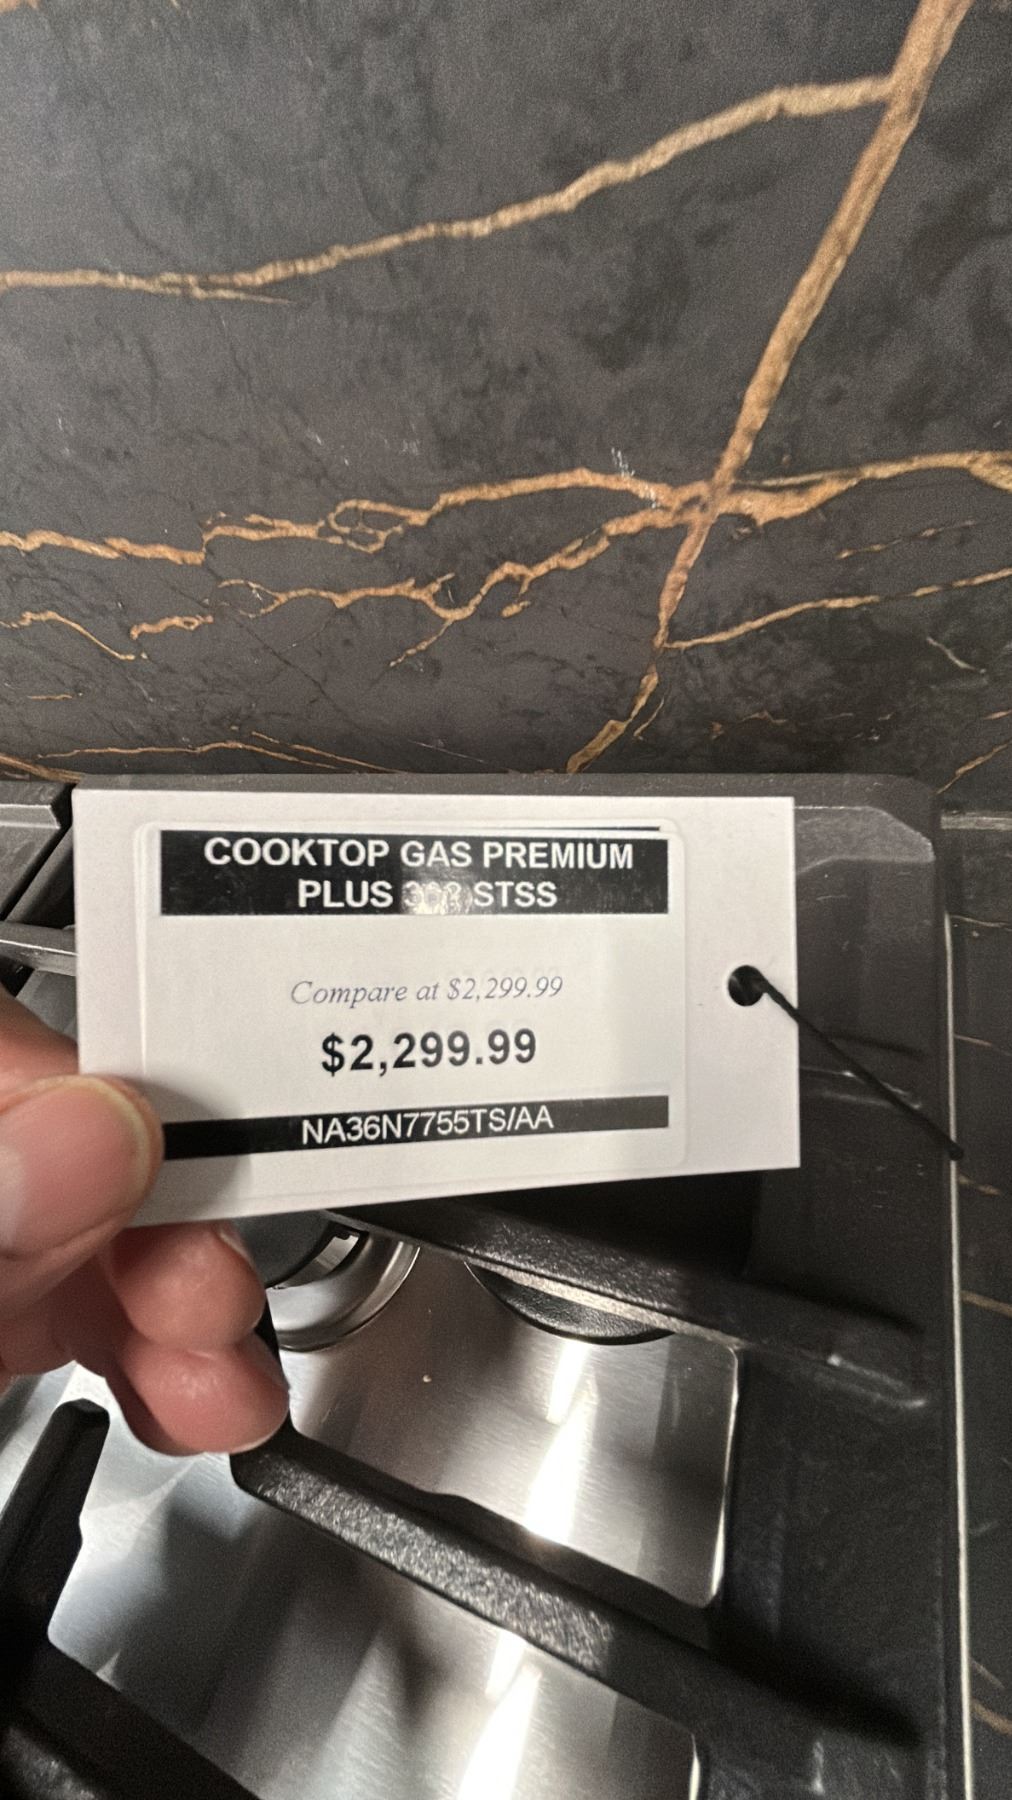 COOKTOP GAS PREMIUM
PLUS STSS
Compare at $2,299.99
$2,299.99
NA36N7755TS/AA